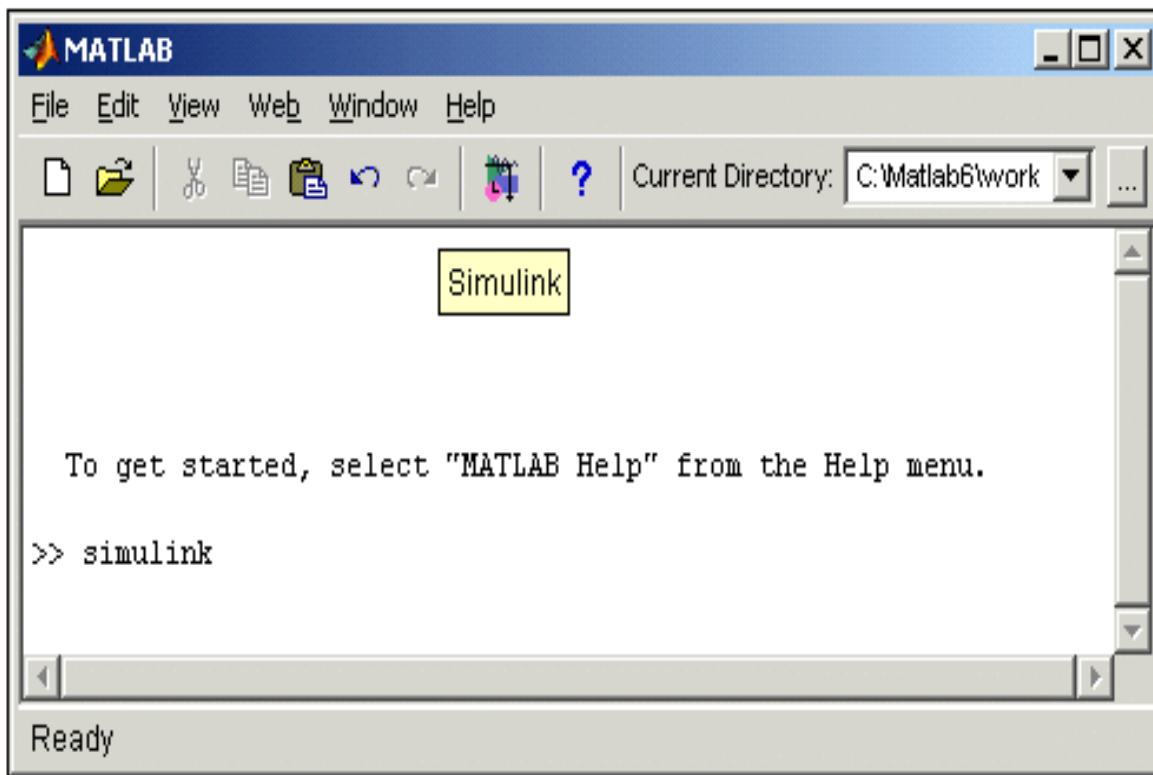 MATLAB
File Edit View Web Window Help
? Current Directory: C:\Matlab6\work ...
Simulink
To get started, select "MATLAB Help" from the Help menu.
>> simulink
Ready